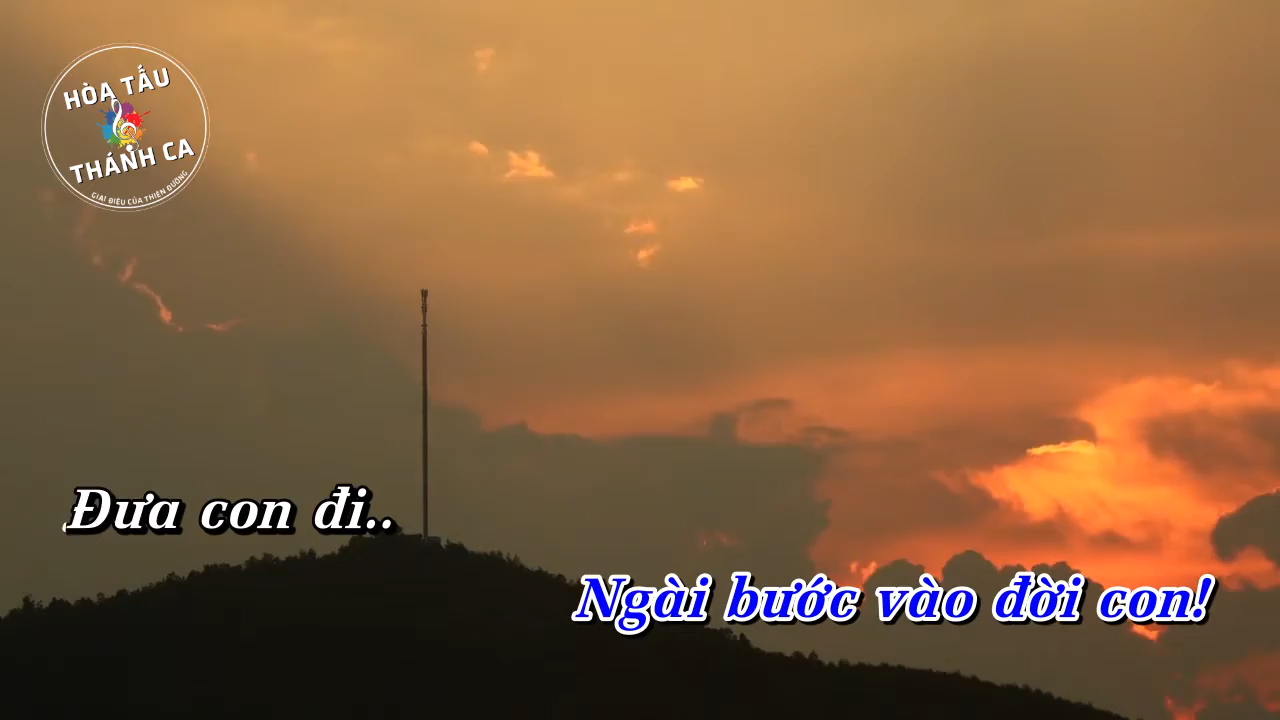 HÒA TẤU
THÁNH CA
GIAI ĐIỆU CỦA THIÊN ĐƯỜNG
Đưa con đi..
Ngài bước vào đời con!